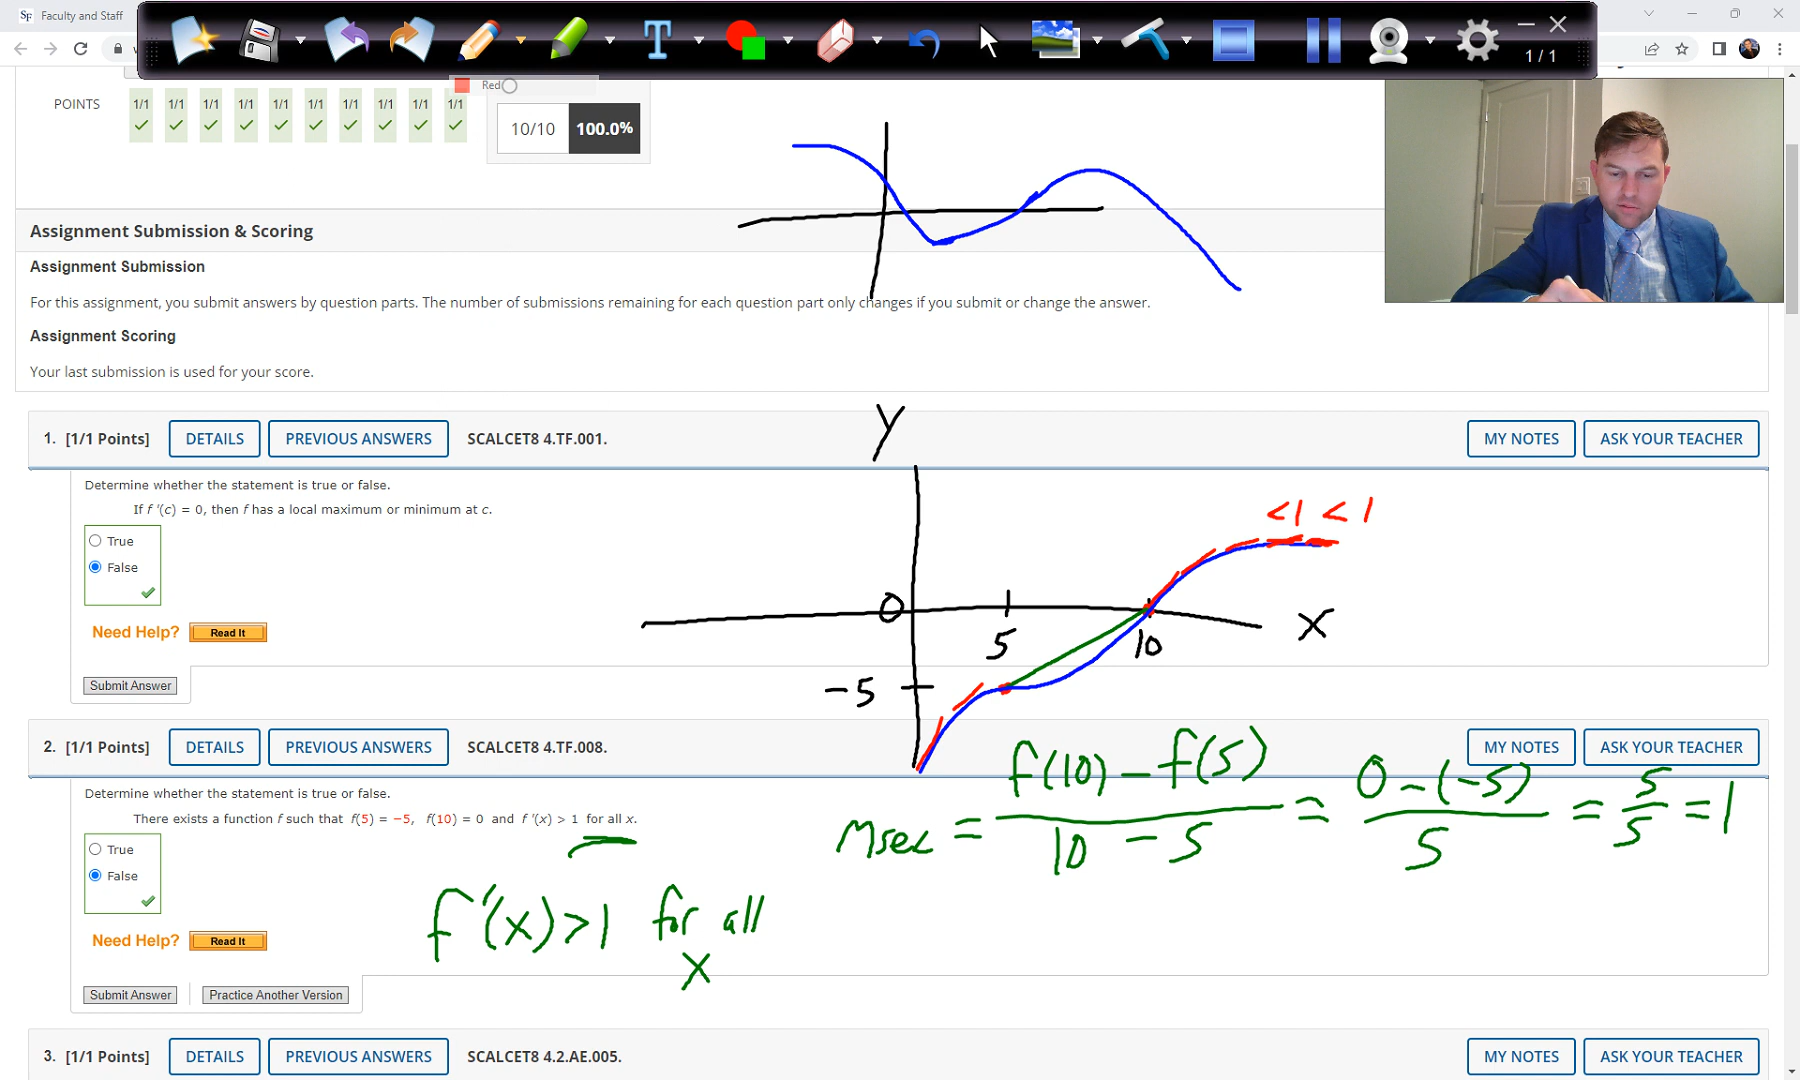 Faculty and Staff
1 / 1
Red
POINTS
1/1 1/1 1/1 1/1 1/1 1/1 1/1 1/1 1/1 1/1
10/10 100.0%
Assignment Submission & Scoring
Assignment Submission
For this assignment, you submit answers by question parts. The number of submissions remaining for each question part only changes if you submit or change the answer.
Assignment Scoring
Your last submission is used for your score.
y
1. [1/1 Points] DETAILS PREVIOUS ANSWERS SCALCET8 4.TF.001. MY NOTES ASK YOUR TEACHER
Determine whether the statement is true or false.
If f '(c) = 0, then f has a local maximum or minimum at c.
<1 <1
True
False
0
5
10
x
Need Help? Read It
-5
Submit Answer
2. [1/1 Points] DETAILS PREVIOUS ANSWERS SCALCET8 4.TF.008. MY NOTES ASK YOUR TEACHER
Determine whether the statement is true or false.
There exists a function f such that f(5) = −5, f(10) = 0 and f '(x) > 1 for all x.
msec = f(10) - f(5) / 10 - 5 = 0 - (-5) / 5 = 5/5 = 1
True
False
f'(x) > 1 for all
x
Need Help? Read It
Submit Answer Practice Another Version
3. [1/1 Points] DETAILS PREVIOUS ANSWERS SCALCET8 4.2.AE.005. MY NOTES ASK YOUR TEACHER